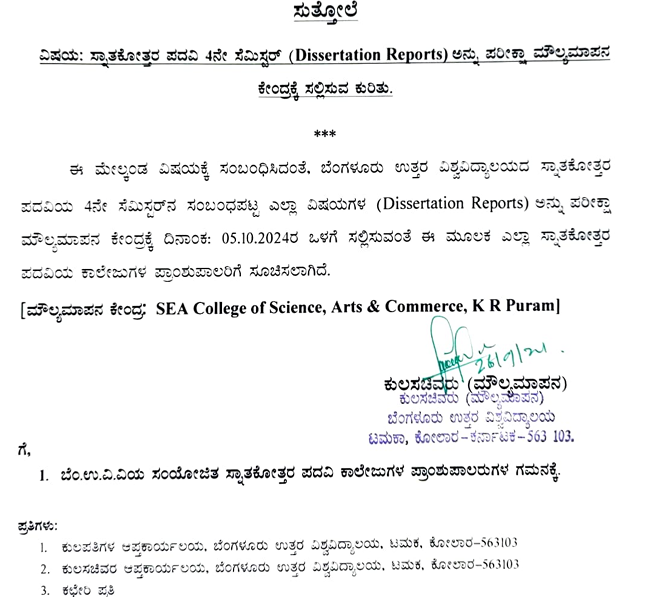 ಸುತ್ತೋಲೆ
ವಿಷಯ: ಸ್ನಾತಕೋತ್ತರ ಪದವಿ 4ನೇ ಸೆಮಿಸ್ಟರ್ (Dissertation Reports) ಅನ್ನು ಪರೀಕ್ಷಾ ಮೌಲ್ಯಮಾಪನ
ಕೇಂದ್ರಕ್ಕೆ ಸಲ್ಲಿಸುವ ಕುರಿತು.
***
ಈ ಮೇಲ್ಕಂಡ ವಿಷಯಕ್ಕೆ ಸಂಬಂಧಿಸಿದಂತೆ, ಬೆಂಗಳೂರು ಉತ್ತರ ವಿಶ್ವವಿದ್ಯಾಲಯದ ಸ್ನಾತಕೋತ್ತರ
ಪದವಿಯ 4ನೇ ಸೆಮಿಸ್ಟರ್‌ನ ಸಂಬಂಧಪಟ್ಟ ಎಲ್ಲಾ ವಿಷಯಗಳ (Dissertation Reports) ಅನ್ನು ಪರೀಕ್ಷಾ
ಮೌಲ್ಯಮಾಪನ ಕೇಂದ್ರಕ್ಕೆ ದಿನಾಂಕ: 05.10.2024ರ ಒಳಗೆ ಸಲ್ಲಿಸುವಂತೆ ಈ ಮೂಲಕ ಎಲ್ಲಾ ಸ್ನಾತಕೋತ್ತರ
ಪದವಿಯ ಕಾಲೇಜುಗಳ ಪ್ರಾಂಶುಪಾಲರಿಗೆ ಸೂಚಿಸಲಾಗಿದೆ.
[ಮೌಲ್ಯಮಾಪನ ಕೇಂದ್ರ: SEA College of Science, Arts & Commerce, K R Puram]
26/9/24.
ಕುಲಸಚಿವರು (ಮೌಲ್ಯಮಾಪನ)
ಕುಲಸಚಿವರು (ಮೌಲ್ಯಮಾಪನ)
ಬೆಂಗಳೂರು ಉತ್ತರ ವಿಶ್ವವಿದ್ಯಾಲಯ
ಟಮಕಾ, ಕೋಲಾರ-ಕರ್ನಾಟಕ-563 103.
ಗೆ,
1. ಬೆಂ.ಉ.ವಿ.ವಿಯ ಸಂಯೋಜಿತ ಸ್ನಾತಕೋತ್ತರ ಪದವಿ ಕಾಲೇಜುಗಳ ಪ್ರಾಂಶುಪಾಲರುಗಳ ಗಮನಕ್ಕೆ.
ಪ್ರತಿಗಳು:
1. ಕುಲಪತಿಗಳ ಆಪ್ತಕಾರ್ಯಲಯ, ಬೆಂಗಳೂರು ಉತ್ತರ ವಿಶ್ವವಿದ್ಯಾಲಯ, ಟಮಕ, ಕೋಲಾರ-563103
2. ಕುಲಸಚಿವರ ಆಪ್ತಕಾರ್ಯಲಯ, ಬೆಂಗಳೂರು ಉತ್ತರ ವಿಶ್ವವಿದ್ಯಾಲಯ, ಟಮಕ, ಕೋಲಾರ-563103
3. ಕಛೇರಿ ಪ್ರತಿ